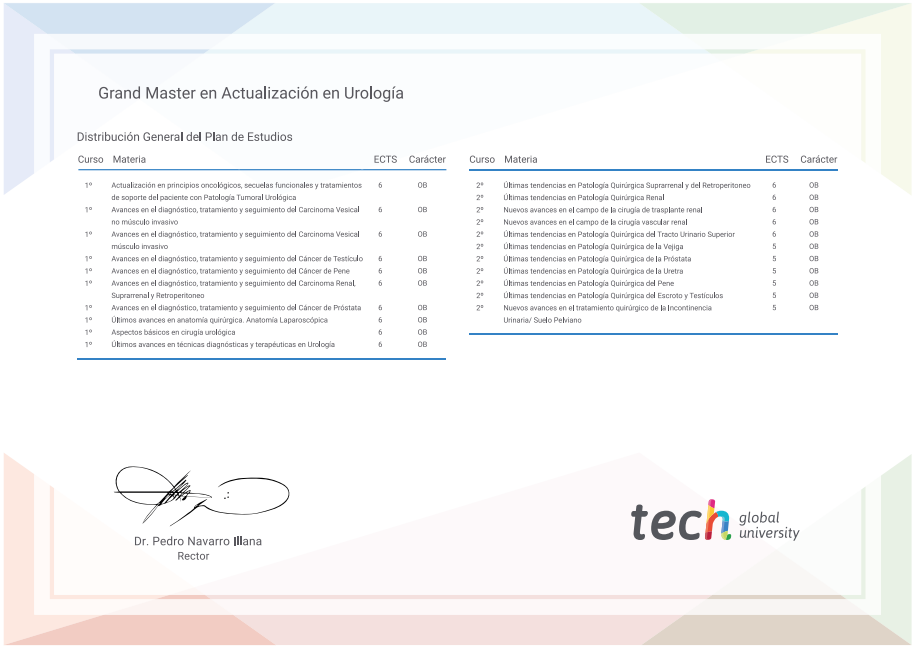 Grand Master en Actualización en Urología
Distribución General del Plan de Estudios
Curso Materia ECTS Carácter
1º Actualización en principios oncológicos, secuelas funcionales y tratamientos 6 OB
de soporte del paciente con Patología Tumoral Urológica
1º Avances en el diagnóstico, tratamiento y seguimiento del Carcinoma Vesical 6 OB
no músculo invasivo
1º Avances en el diagnóstico, tratamiento y seguimiento del Carcinoma Vesical 6 OB
músculo invasivo
1º Avances en el diagnóstico, tratamiento y seguimiento del Cáncer de Testículo 6 OB
1º Avances en el diagnóstico, tratamiento y seguimiento del Cáncer de Pene 6 OB
1º Avances en el diagnóstico, tratamiento y seguimiento del Carcinoma Renal, 6 OB
Suprarrenal y Retroperitoneo
1º Avances en el diagnóstico, tratamiento y seguimiento del Cáncer de Próstata 6 OB
1º Últimos avances en anatomía quirúrgica. Anatomía Laparoscópica 6 OB
1º Aspectos básicos en cirugía urológica 6 OB
1º Últimos avances en técnicas diagnósticas y terapéuticas en Urología 6 OB
Curso Materia ECTS Carácter
2º Últimas tendencias en Patología Quirúrgica Suprarrenal y del Retroperitoneo 6 OB
2º Últimas tendencias en Patología Quirúrgica Renal 6 OB
2º Nuevos avances en el campo de la cirugía de trasplante renal 6 OB
2º Nuevos avances en el campo de la cirugía vascular renal 6 OB
2º Últimas tendencias en Patología Quirúrgica del Tracto Urinario Superior 6 OB
2º Últimas tendencias en Patología Quirúrgica de la Vejiga 5 OB
2º Últimas tendencias en Patología Quirúrgica de la Próstata 5 OB
2º Últimas tendencias en Patología Quirúrgica de la Uretra 5 OB
2º Últimas tendencias en Patología Quirúrgica del Pene 5 OB
2º Últimas tendencias en Patología Quirúrgica del Escroto y Testículos 5 OB
2º Nuevos avances en el tratamiento quirúrgico de la Incontinencia 5 OB
Urinaria/ Suelo Pelviano
Dr. Pedro Navarro Illana
Rector
tech global
university